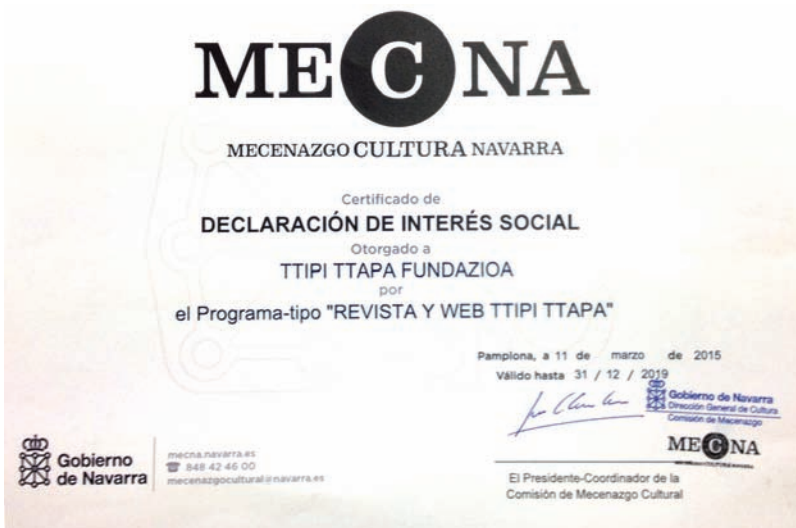 MECNA
MECENAZGO CULTURA NAVARRA
Certificado de
DECLARACIÓN DE INTERÉS SOCIAL
Otorgado a
TTIPI TTAPA FUNDAZIOA
por
el Programa-tipo "REVISTA Y WEB TTIPI TTAPA"
Pamplona, a 11 de marzo de 2015
Válido hasta 31 / 12 / 2019
Gobierno de Navarra
Dirección General de Cultura
Comisión de Mecenazgo
MECNA
Gobierno
de Navarra
mecna.navarra.es
848 42 46 00
mecenazgocultural@navarra.es
El Presidente-Coordinador de la
Comisión de Mecenazgo Cultural